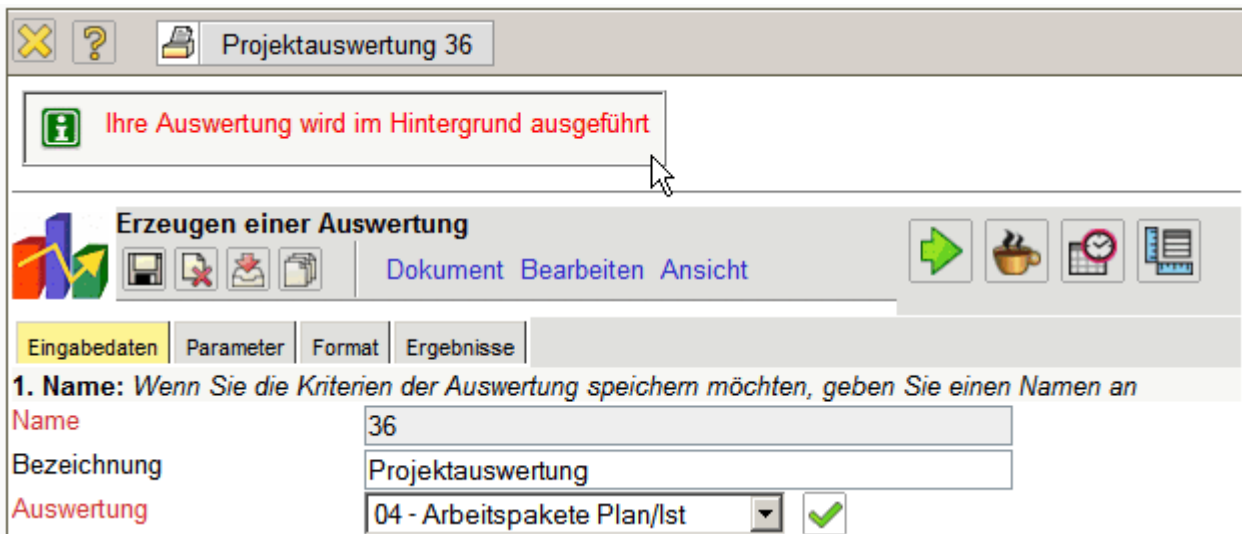 Projektauswertung 36
Ihre Auswertung wird im Hintergrund ausgeführt
Erzeugen einer Auswertung
Dokument Bearbeiten Ansicht
Eingabedaten Parameter Format Ergebnisse
1. Name: Wenn Sie die Kriterien der Auswertung speichern möchten, geben Sie einen Namen an
Name 36
Bezeichnung Projektauswertung
Auswertung 04 - Arbeitspakete Plan/Ist